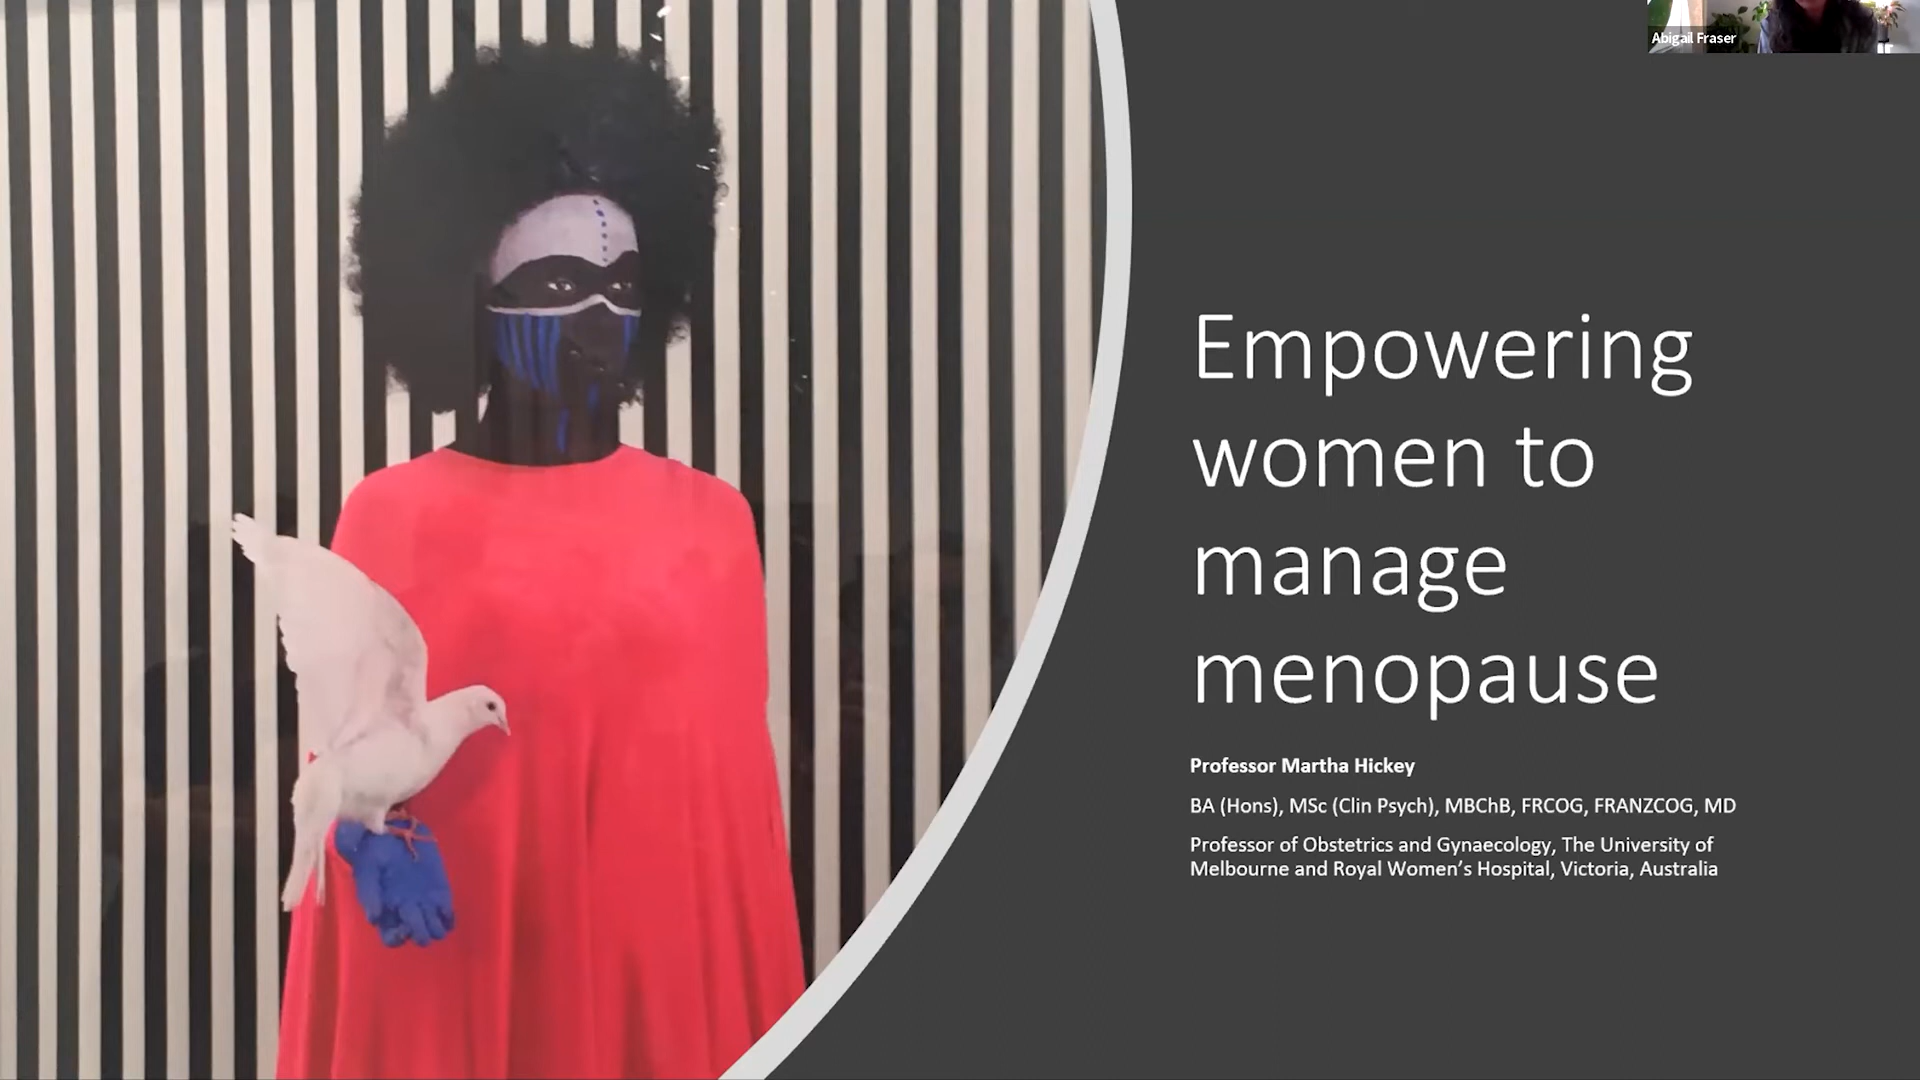 Abigail Fraser
Empowering
women to
manage
menopause
Professor Martha Hickey
BA (Hons), MSc (Clin Psych), MBChB, FRCOG, FRANZCOG, MD
Professor of Obstetrics and Gynaecology, The University of
Melbourne and Royal Women’s Hospital, Victoria, Australia